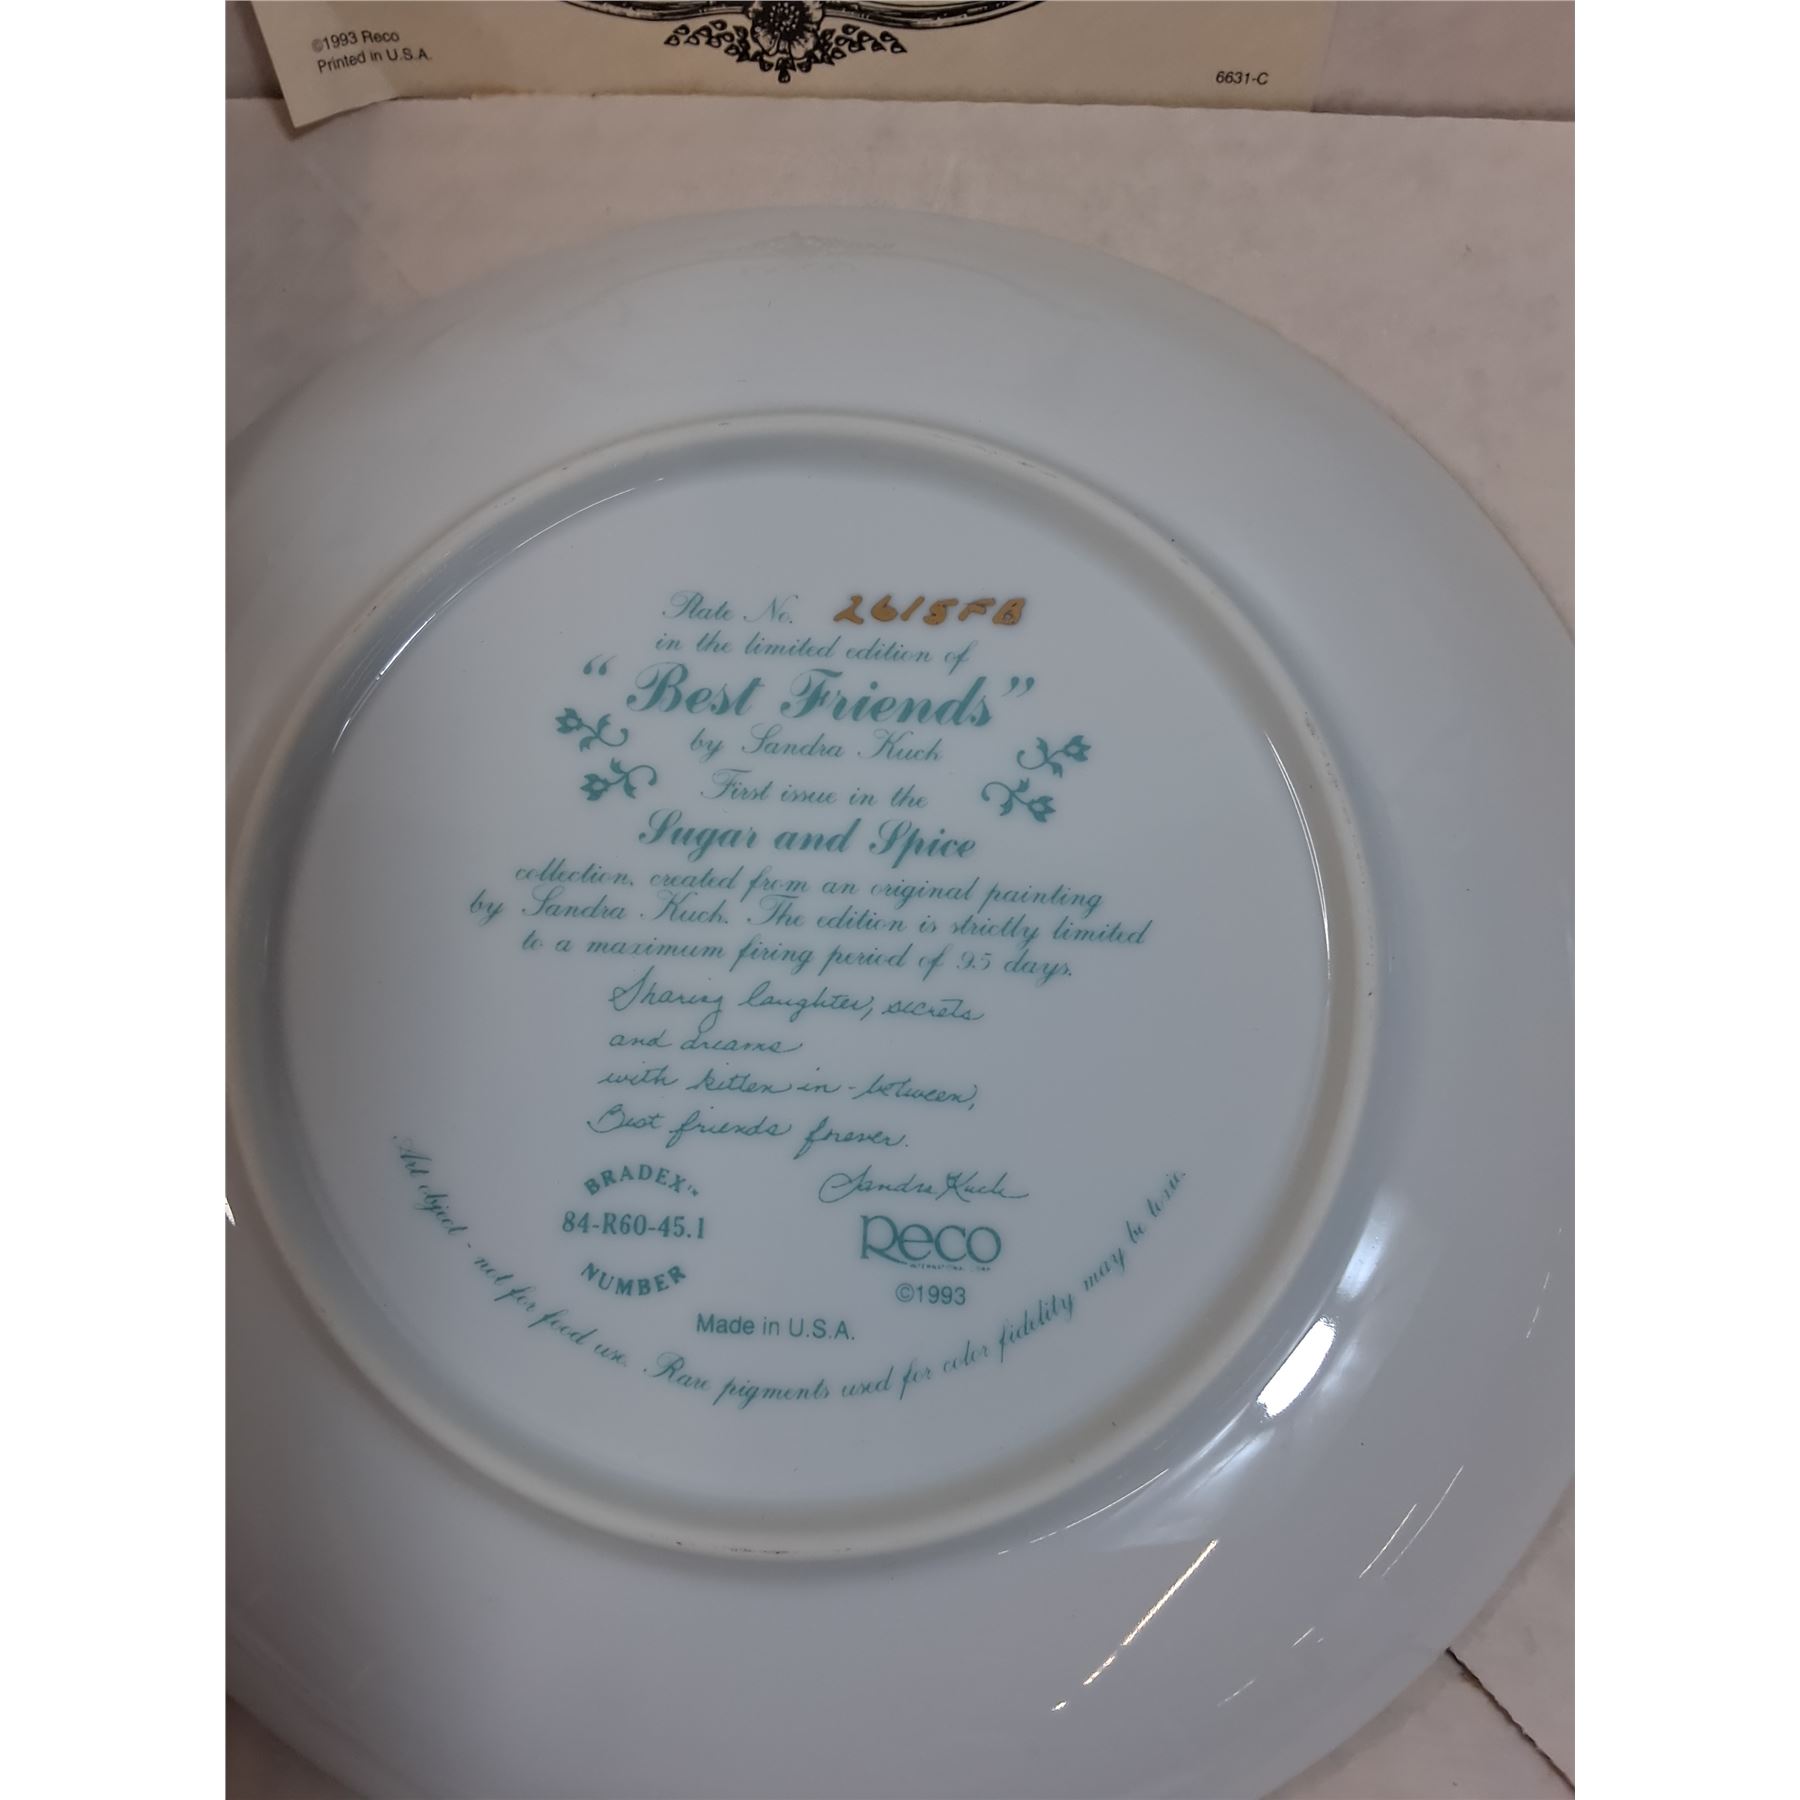 ©1993 Reco
Printed in U.S.A.
6631-C
Plate No. 2615FB
in the limited edition of
“Best Friends”
by Sandra Kuck
First issue in the
Sugar and Spice
collection, created from an original painting
by Sandra Kuck. The edition is strictly limited
to a maximum firing period of 95 days.
Sharing laughter, secrets
and dreams
with kitten in-between,
Best friends forever.
Sandra Kuck
BRADEX™
84-R60-45.1
NUMBER
Reco
INTERNATIONAL CORP.
©1993
Made in U.S.A.
Art object - not for food use. Rare pigments used for color fidelity may be toxic.